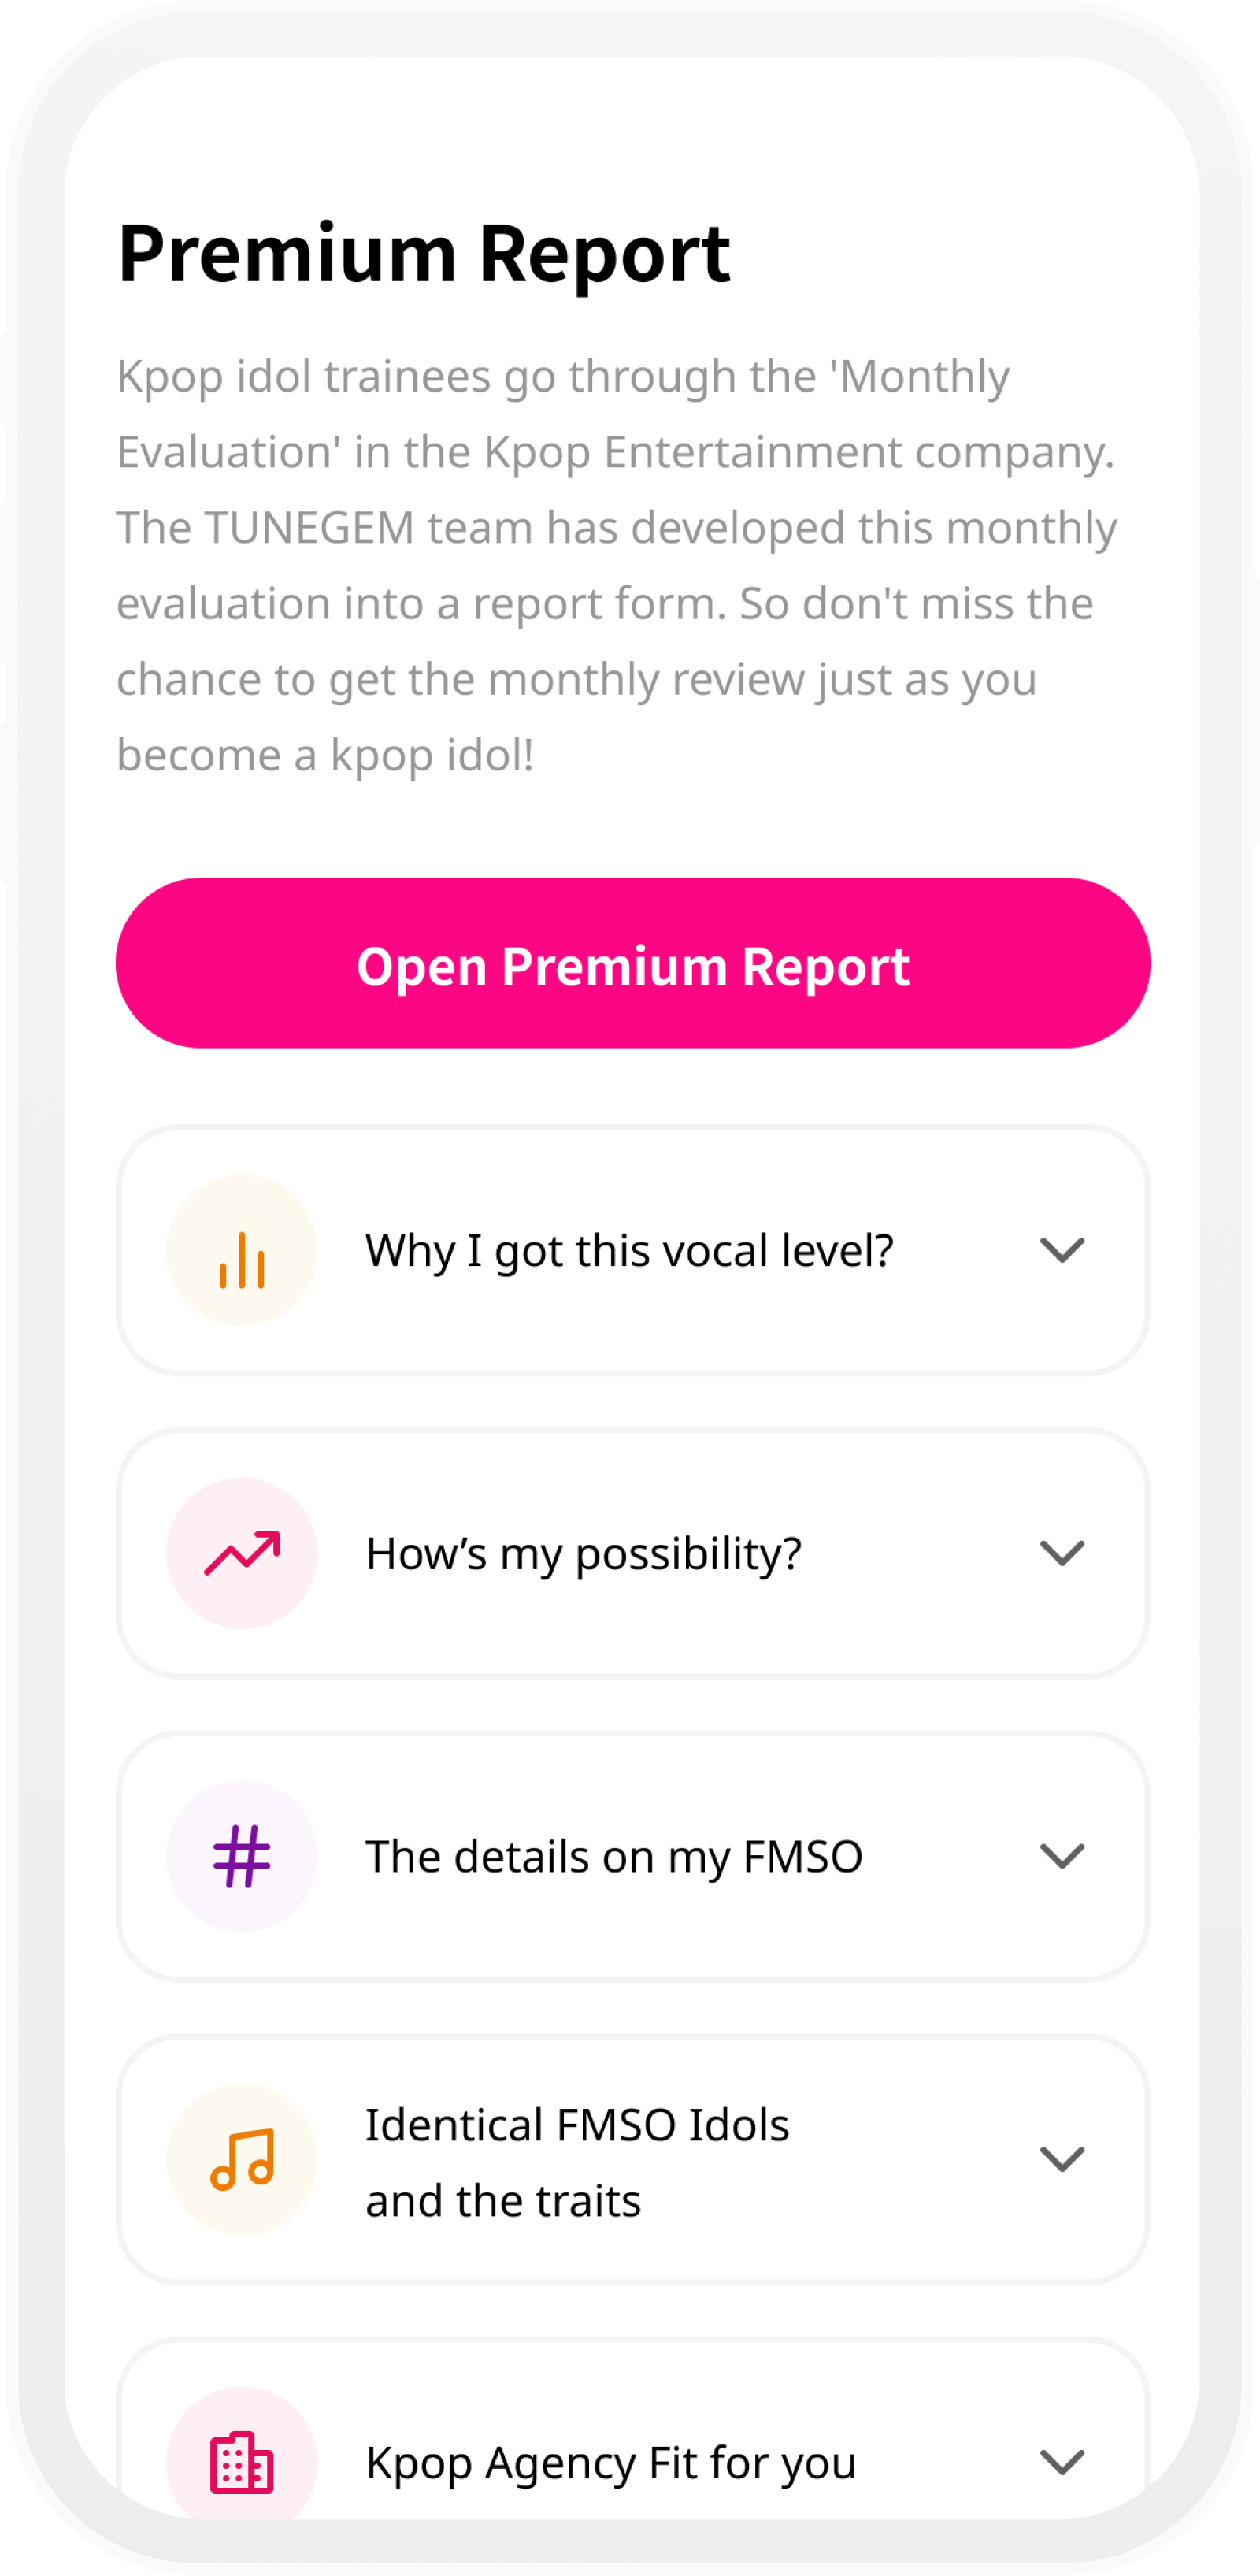 Premium Report
Kpop idol trainees go through the 'Monthly
Evaluation' in the Kpop Entertainment company.
The TUNEGEM team has developed this monthly
evaluation into a report form. So don't miss the
chance to get the monthly review just as you
become a kpop idol!
Open Premium Report
Why I got this vocal level?
How’s my possibility?
The details on my FMSO
Identical FMSO Idols
and the traits
Kpop Agency Fit for you